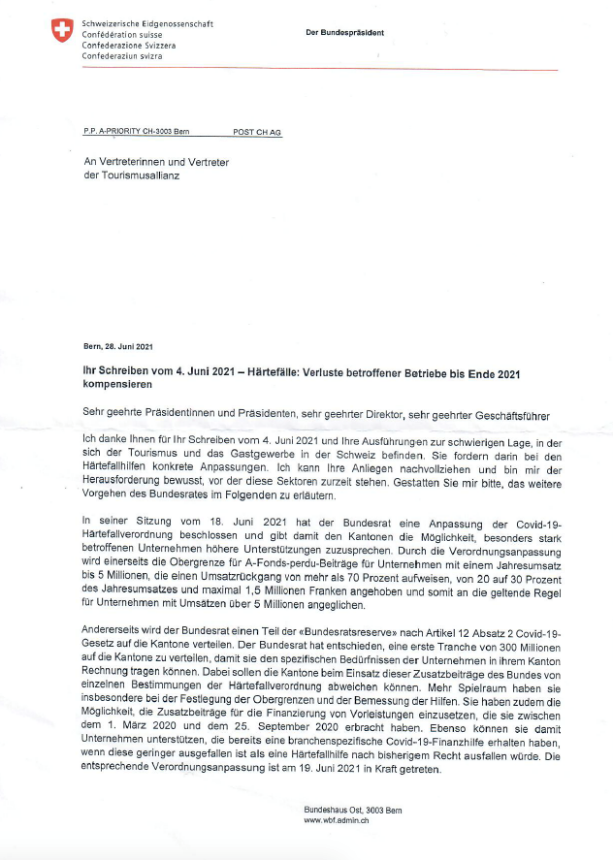 Schweizerische Eidgenossenschaft
Confédération suisse
Confederazione Svizzera
Confederaziun svizra
Der Bundespräsident
P.P. A-PRIORITY CH-3003 Bern POST CH AG
An Vertreterinnen und Vertreter
der Tourismusallianz
Bern, 28. Juni 2021
Ihr Schreiben vom 4. Juni 2021 – Härtefälle: Verluste betroffener Betriebe bis Ende 2021
kompensieren
Sehr geehrte Präsidentinnen und Präsidenten, sehr geehrter Direktor, sehr geehrter Geschäftsführer
Ich danke Ihnen für Ihr Schreiben vom 4. Juni 2021 und Ihre Ausführungen zur schwierigen Lage, in der
sich der Tourismus und das Gastgewerbe in der Schweiz befinden. Sie fordern darin bei den
Härtefallhilfen konkrete Anpassungen. Ich kann Ihre Anliegen nachvollziehen und bin mir der
Herausforderung bewusst, vor der diese Sektoren zurzeit stehen. Gestatten Sie mir bitte, das weitere
Vorgehen des Bundesrates im Folgenden zu erläutern.
In seiner Sitzung vom 18. Juni 2021 hat der Bundesrat eine Anpassung der Covid-19-
Härtefallverordnung beschlossen und gibt damit den Kantonen die Möglichkeit, besonders stark
betroffenen Unternehmen höhere Unterstützungen zuzusprechen. Durch die Verordnungsanpassung
wird einerseits die Obergrenze für A-Fonds-perdu-Beiträge für Unternehmen mit einem Jahresumsatz
bis 5 Millionen, die einen Umsatzrückgang von mehr als 70 Prozent aufweisen, von 20 auf 30 Prozent
des Jahresumsatzes und maximal 1,5 Millionen Franken angehoben und somit an die geltende Regel
für Unternehmen mit Umsätzen über 5 Millionen angeglichen.
Andererseits wird der Bundesrat einen Teil der «Bundesratsreserve» nach Artikel 12 Absatz 2 Covid-19-
Gesetz auf die Kantone verteilen. Der Bundesrat hat entschieden, eine erste Tranche von 300 Millionen
auf die Kantone zu verteilen, damit sie den spezifischen Bedürfnissen der Unternehmen in ihrem Kanton
Rechnung tragen können. Dabei sollen die Kantone beim Einsatz dieser Zusatzbeiträge des Bundes von
einzelnen Bestimmungen der Härtefallverordnung abweichen können. Mehr Spielraum haben sie
insbesondere bei der Festlegung der Obergrenzen und der Bemessung der Hilfen. Sie haben zudem die
Möglichkeit, die Zusatzbeiträge für die Finanzierung von Vorleistungen einzusetzen, die sie zwischen
dem 1. März 2020 und dem 25. September 2020 erbracht haben. Ebenso können sie damit
Unternehmen unterstützen, die bereits eine branchenspezifische Covid-19-Finanzhilfe erhalten haben,
wenn diese geringer ausgefallen ist als eine Härtefallhilfe nach bisherigem Recht ausfallen würde. Die
entsprechende Verordnungsanpassung ist am 19. Juni 2021 in Kraft getreten.
Bundeshaus Ost, 3003 Bern
www.wbf.admin.ch